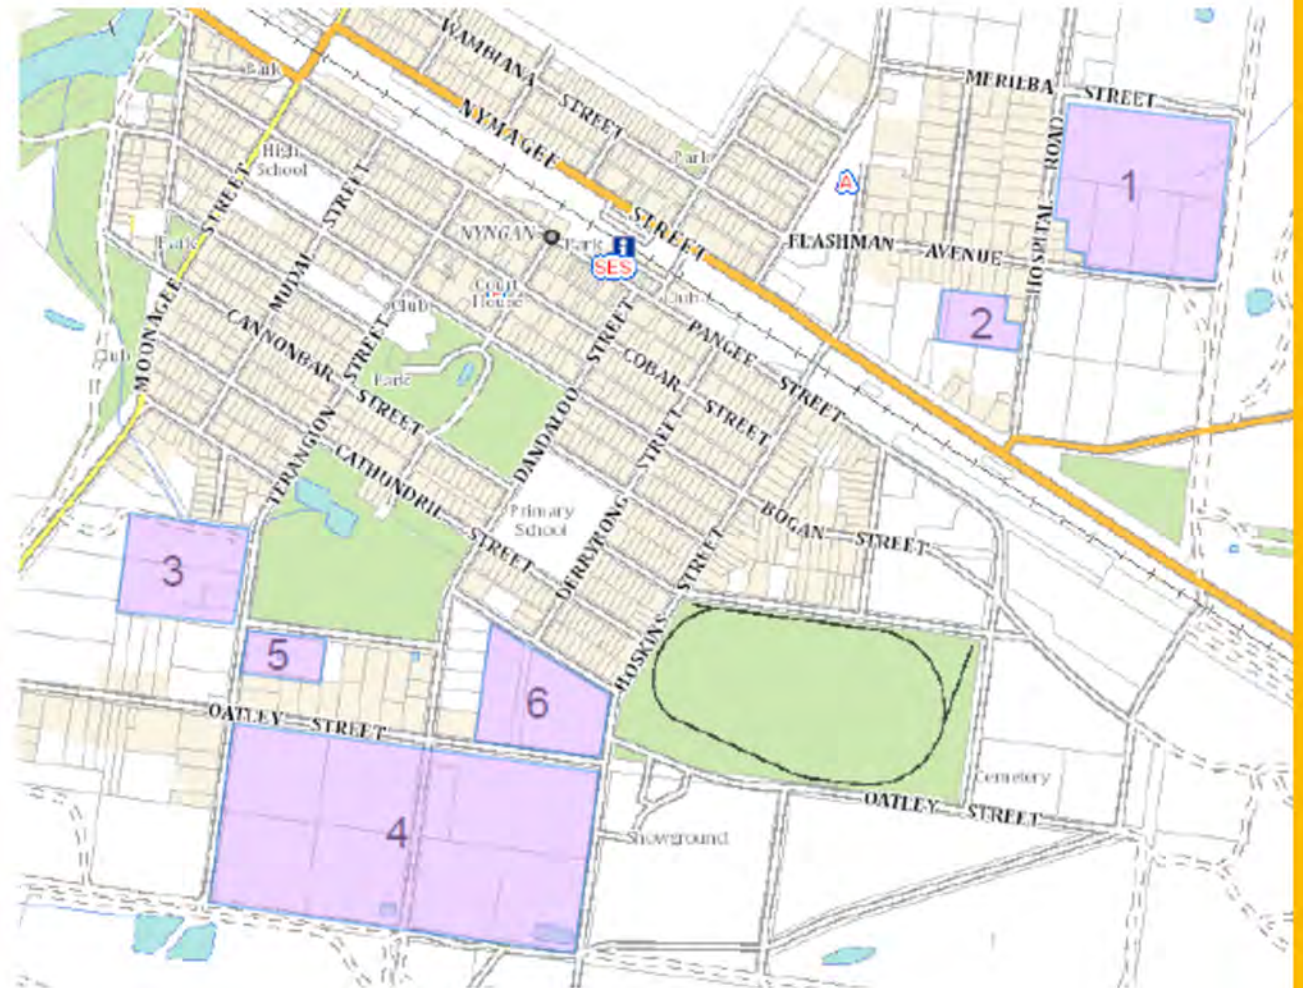 WAMBIANA STREET
Park
MERILBA STREET
NYMAGEE STREET
High
School
Park
HOSPITAL ROAD
1
A
MOONAGEE STREET
MUDAL STREET
NYNGAN
Park
SES
FLASHMAN AVENUE
Park
Court
House
Club
Club
2
CANNONBAR STREET
TERANGION STREET
Park
Club
DANDALOO STREET
COBAR STREET
PANGEE STREET
CATHUNDRIL STREET
DERRYRONG STREET
Primary
School
BOGAN STREET
3
HOSKINS STREET
5
6
OATLEY STREET
Cemetery
OATLEY STREET
4
Showground